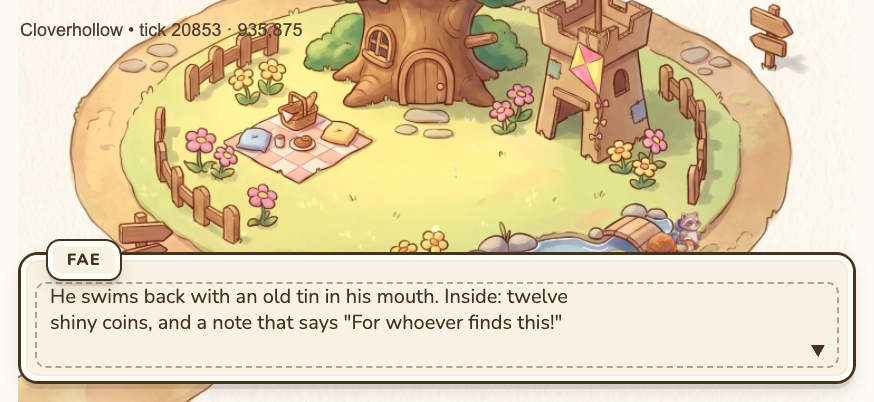 Cloverhollow • tick 20853 · 935,875
FAE
He swims back with an old tin in his mouth. Inside: twelve
shiny coins, and a note that says "For whoever finds this!"